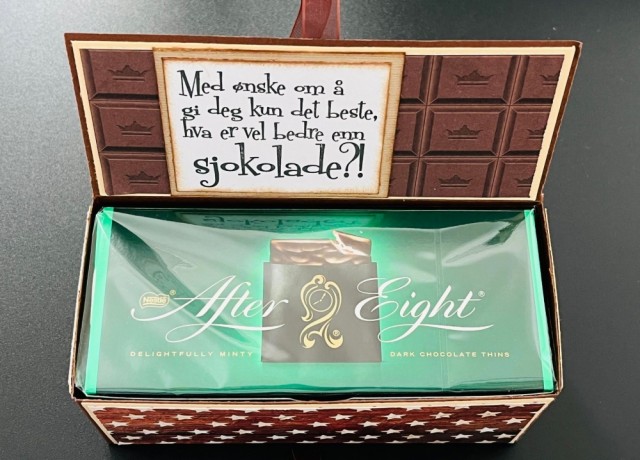 Med ønske om å
gi deg kun det beste,
hva er vel bedre enn
sjokolade?!
Nestlé
After Eight®
®
DELIGHTFULLY MINTY
DARK CHOCOLATE THINS